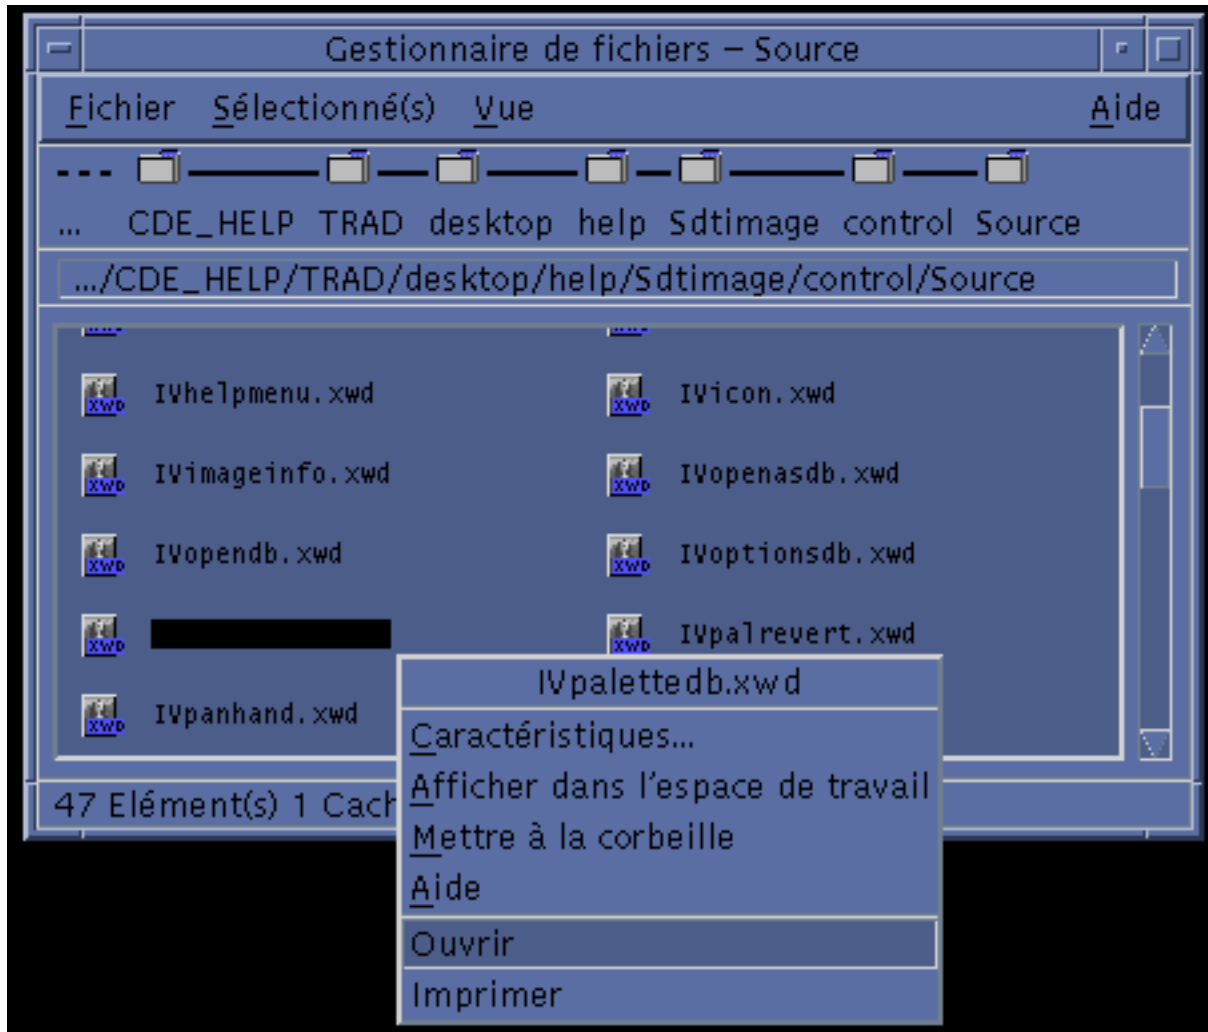 Gestionnaire de fichiers – Source
Fichier Sélectionné(s) Vue Aide
... CDE_HELP TRAD desktop help Sdtimage control Source
.../CDE_HELP/TRAD/desktop/help/Sdtimage/control/Source
IVhelpmenu.xwd IVicon.xwd
IVimageinfo.xwd IVopenasdb.xwd
IVopendb.xwd IVoptionsdb.xwd
IVpalrevert.xwd
IVpanhand.xwd
47 Elément(s) 1 Cach
IVpalettedb.xwd
Caractéristiques...
Afficher dans l'espace de travail
Mettre à la corbeille
Aide
Ouvrir
Imprimer